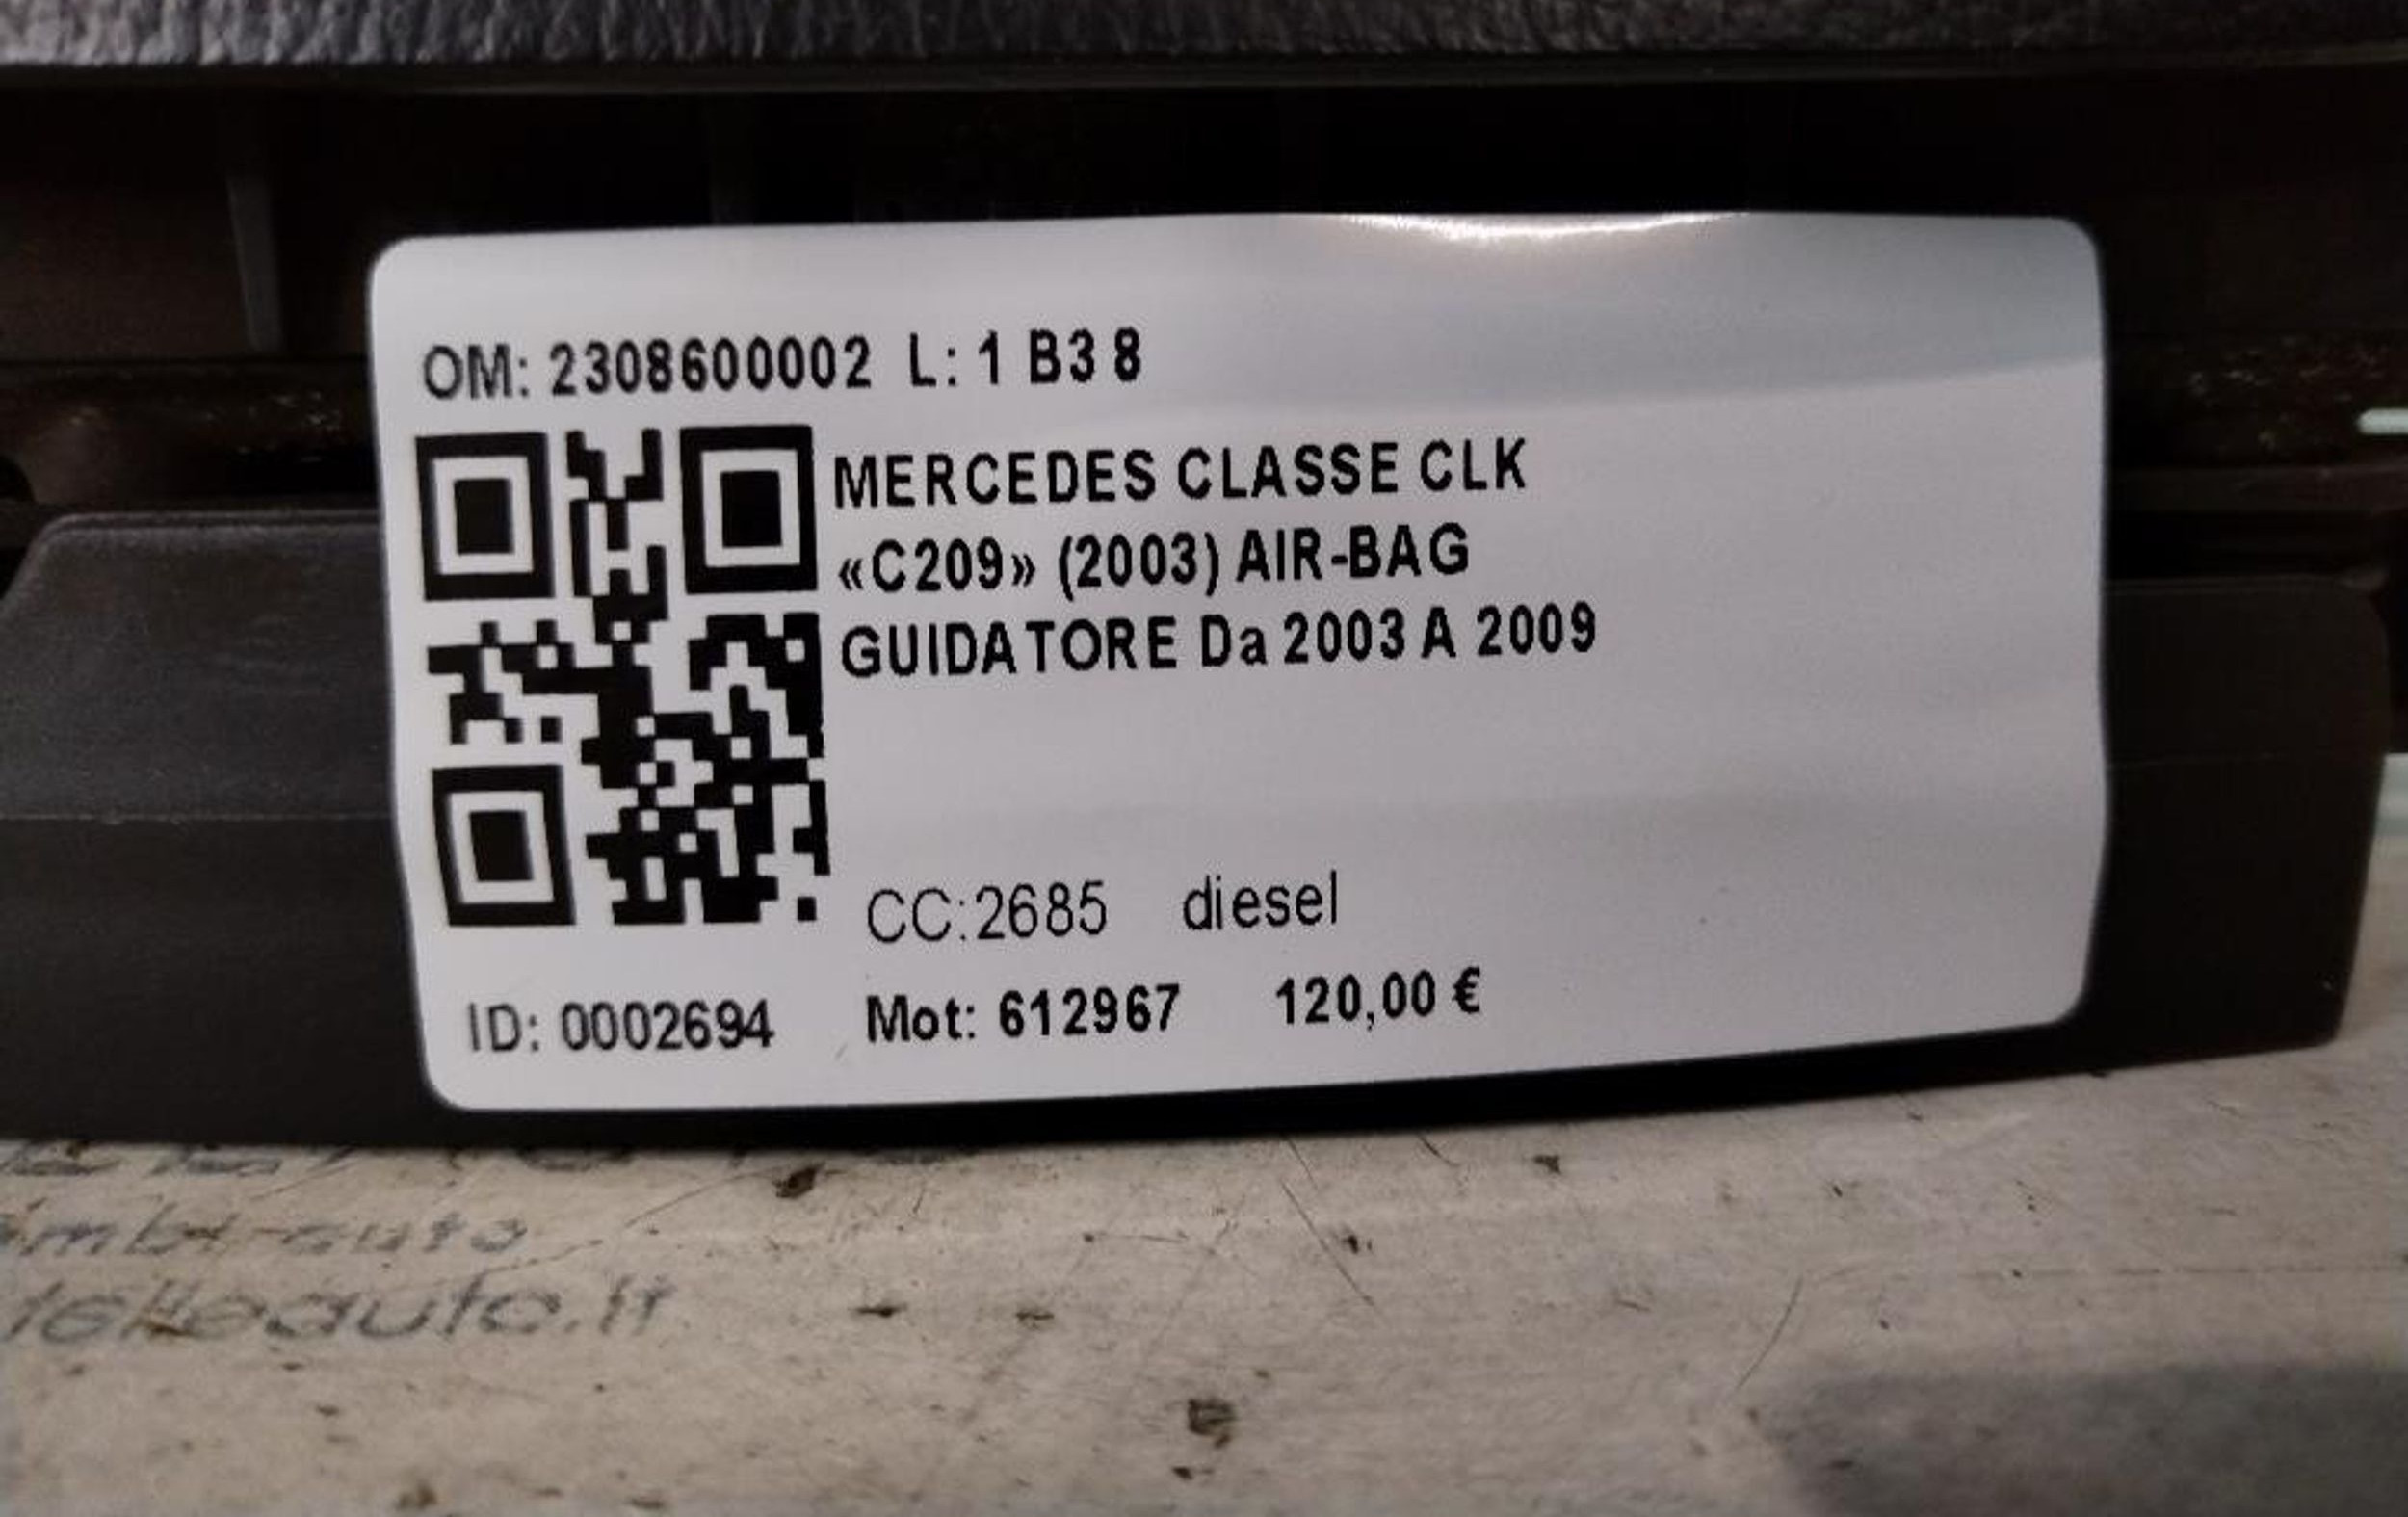 OM: 2308600002 L: 1 B3 8
MERCEDES CLASSE CLK
«C209» (2003) AIR-BAG
GUIDATORE Da 2003 A 2009
CC:2685 diesel
ID: 0002694 Mot: 612967 120,00 €